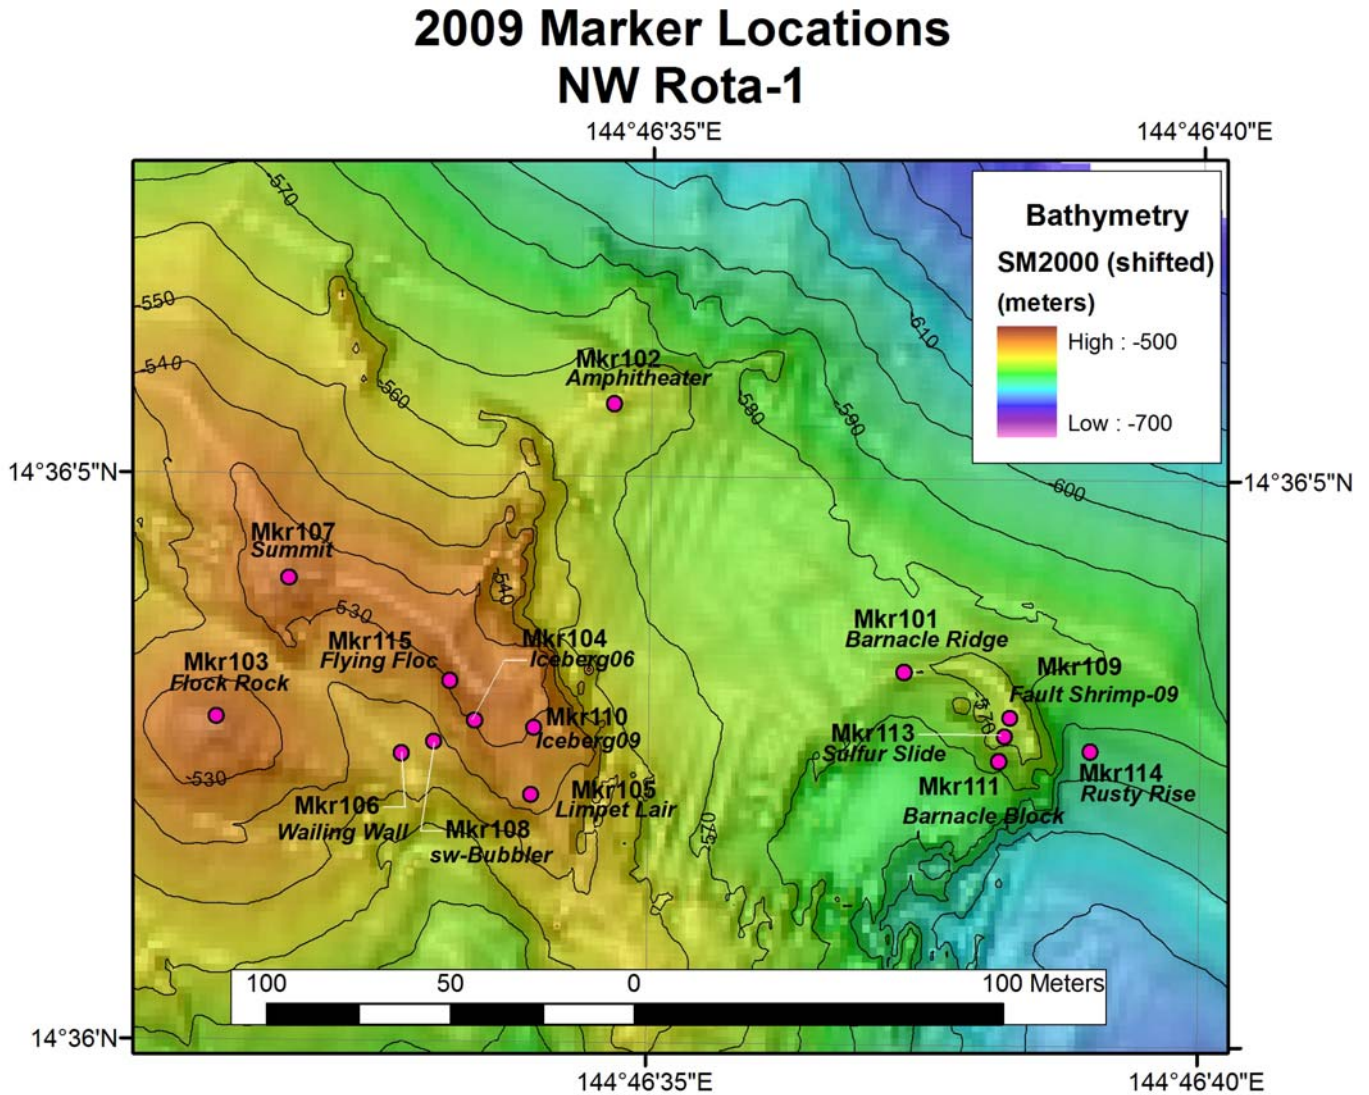 2009 Marker Locations
NW Rota-1
144°46'35"E
144°46'40"E
Bathymetry
SM2000 (shifted)
(meters)
High : -500
Low : -700
-570
-550
-540
-560
-610
-580
-590
-600
14°36'5"N
14°36'5"N
Mkr102
Amphitheater
Mkr107
Summit
-540
530
Mkr115
Flying Floc
Mkr104
Iceberg06
Mkr103
Flock Rock
-530
Mkr110
Iceberg09
Mkr101
Barnacle Ridge
Mkr109
Fault Shrimp-09
-570
Mkr113
Sulfur Slide
Mkr111
Barnacle Block
Mkr114
Rusty Rise
Mkr105
Limpet Lair
Mkr106
Wailing Wall
Mkr108
sw-Bubbler
-570
100 50 0 100 Meters
14°36'N
144°46'35"E
144°46'40"E